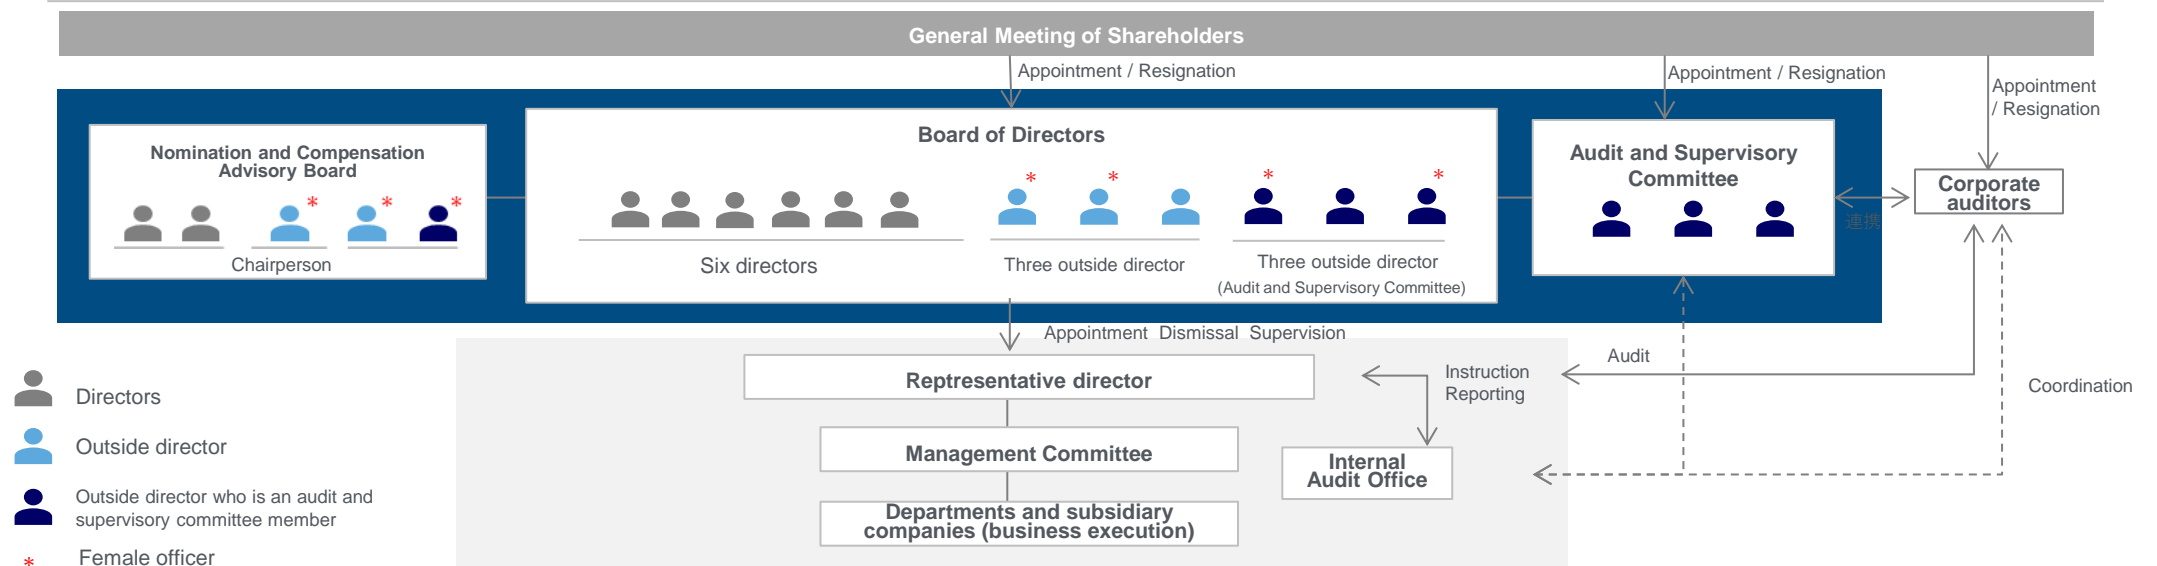 General Meeting of Shareholders
Appointment / Resignation
Appointment / Resignation
Appointment
/ Resignation
Nomination and Compensation
Advisory Board
*
*
*
Chairperson
Board of Directors
*
*
*
*
Six directors
Three outside director
Three outside director
(Audit and Supervisory Committee)
Audit and Supervisory
Committee
連携
Corporate
auditors
Appointment Dismissal Supervision
Reptresentative director
Management Committee
Departments and subsidiary
companies (business execution)
Instruction
Reporting
Internal
Audit Office
Audit
Coordination
Directors
Outside director
Outside director who is an audit and
supervisory committee member
* Female officer